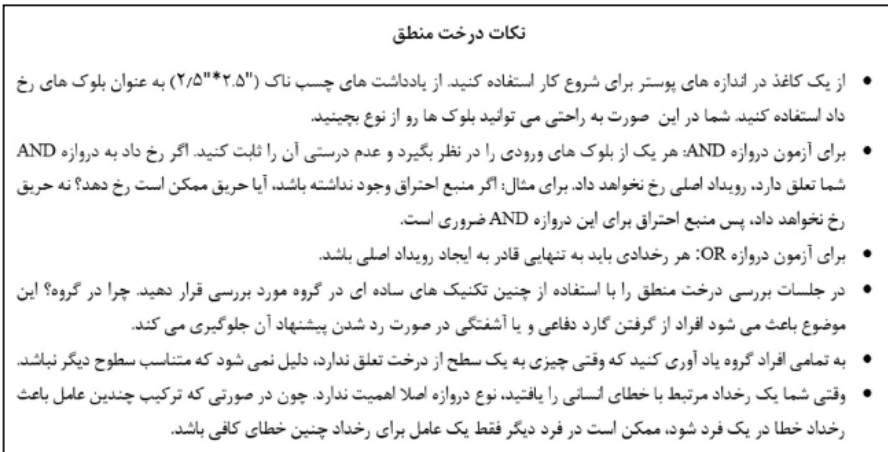 نکات درخت منطق
● از یک کاغذ در اندازه های پوستر برای شروع کار استفاده کنید. از یادداشت های چسب ناک ("۲.۵*"۲/۵) به عنوان بلوک های رخ
داد استفاده کنید. شما در این صورت به راحتی می توانید بلوک ها رو از نوع بچینید.
● برای آزمون دروازه AND: هر یک از بلوک های ورودی را در نظر بگیرد و عدم درستی آن را ثابت کنید. اگر رخ داد به دروازه AND
شما تعلق دارد، رویداد اصلی رخ نخواهد داد. برای مثال: اگر منبع احتراق وجود نداشته باشد، آیا حریق ممکن است رخ دهد؟ نه حریق
رخ نخواهد داد، پس منبع احتراق برای این دروازه AND ضروری است.
● برای آزمون دروازه OR: هر رخدادی باید به تنهایی قادر به ایجاد رویداد اصلی باشد.
● در جلسات بررسی درخت منطق را با استفاده از چنین تکنیک های ساده ای در گروه مورد بررسی قرار دهید. چرا در گروه؟ این
موضوع باعث می شود افراد از گرفتن گارد دفاعی و یا آشفتگی در صورت رد شدن پیشنهاد آن جلوگیری می کند.
● به تمامی افراد گروه یاد آوری کنید که وقتی چیزی به یک سطح از درخت تعلق ندارد، دلیل نمی شود که متناسب سطوح دیگر نباشد.
● وقتی شما یک رخداد مرتبط با خطای انسانی را یافتید، نوع دروازه اصلا اهمیت ندارد. چون در صورتی که ترکیب چندین عامل باعث
رخداد خطا در یک فرد شود، ممکن است در فرد دیگر فقط یک عامل برای رخداد چنین خطای کافی باشد.